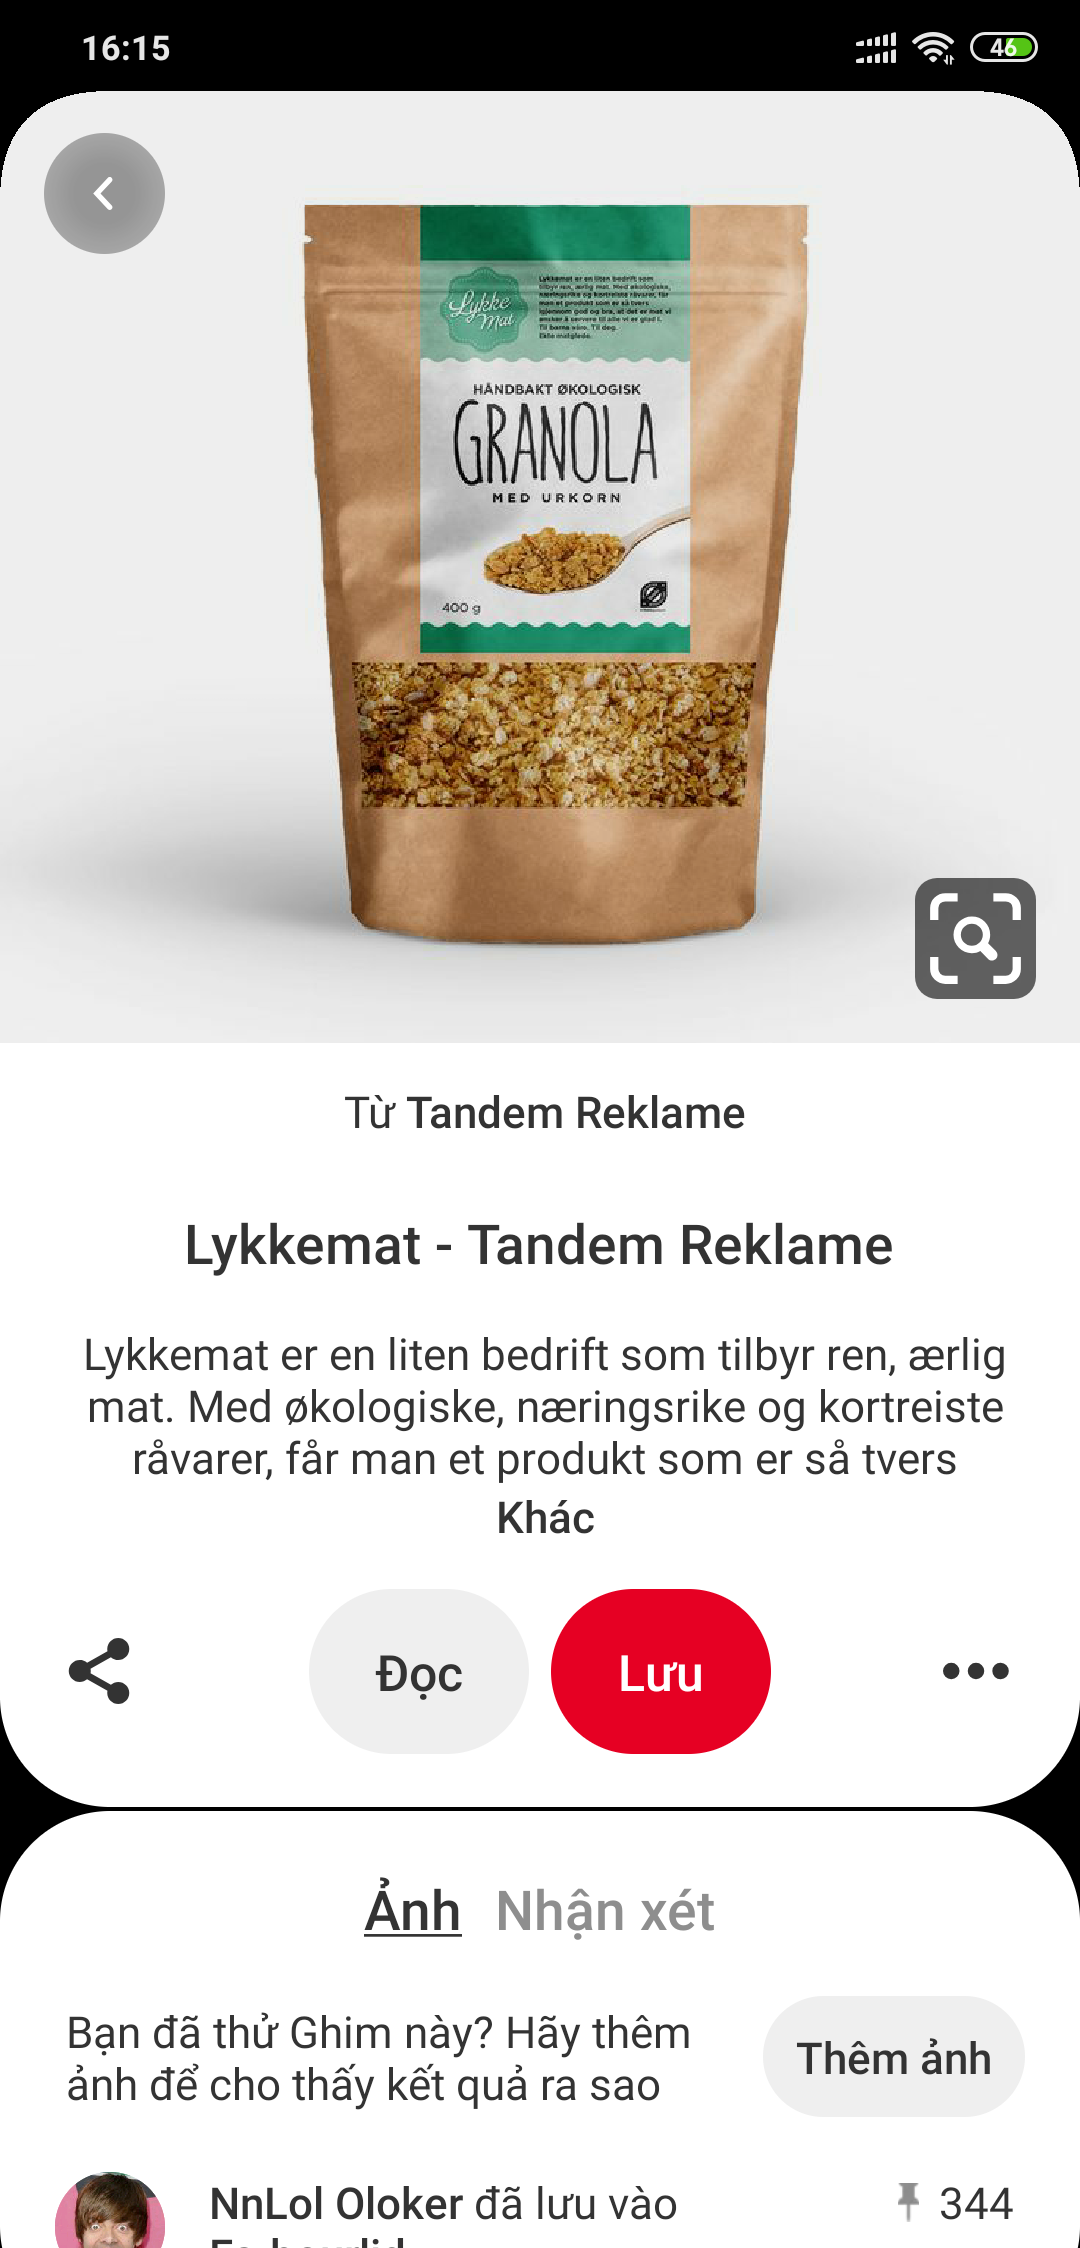 16:15
46
Lykke
Mat
Lykkemat er en liten bedrift som
tilbyr ren, ærlig mat. Med økologiske,
næringsrike og kortreiste råvarer, får
man et produkt som er så tvers
igjennom god og bra, at det er mat vi
ønsker å servere til alle vi er glad i.
Til barna våre. Til deg.
Ekte matglede.
HÅNDBAKT ØKOLOGISK
GRANOLA
MED URKORN
400 g
Từ Tandem Reklame
Lykkemat - Tandem Reklame
Lykkemat er en liten bedrift som tilbyr ren, ærlig
mat. Med økologiske, næringsrike og kortreiste
råvarer, får man et produkt som er så tvers
Khác
Đọc
Lưu
Ảnh
Nhận xét
Bạn đã thử Ghim này? Hãy thêm
ảnh để cho thấy kết quả ra sao
Thêm ảnh
NnLol Oloker đã lưu vào
344